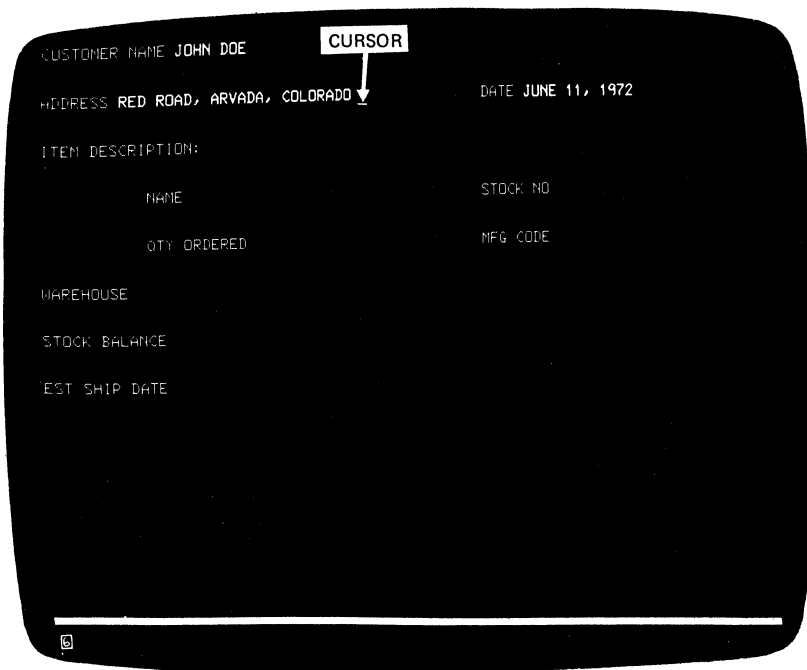 CURSOR
CUSTOMER NAME JOHN DOE
ADDRESS RED ROAD, ARVADA, COLORADO _ DATE JUNE 11, 1972
ITEM DESCRIPTION:
NAME STOCK NO
QTY ORDERED MFG CODE
WAREHOUSE
STOCK BALANCE
EST SHIP DATE
6